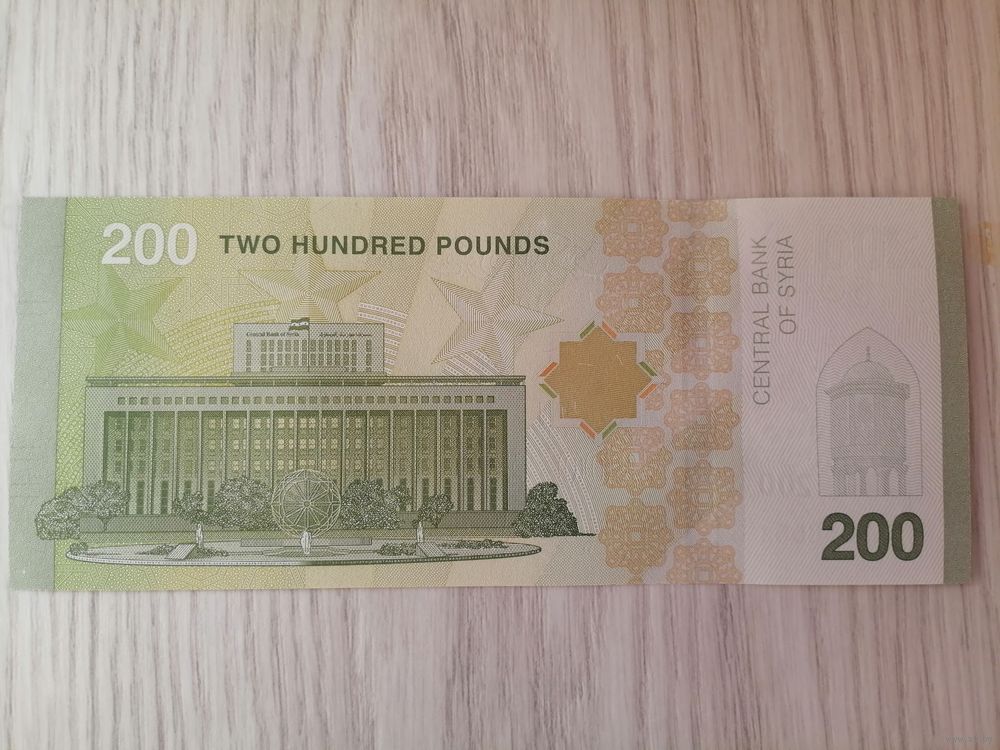 200 TWO HUNDRED POUNDS
Central Bank of Syria
CENTRAL BANK
OF SYRIA
200